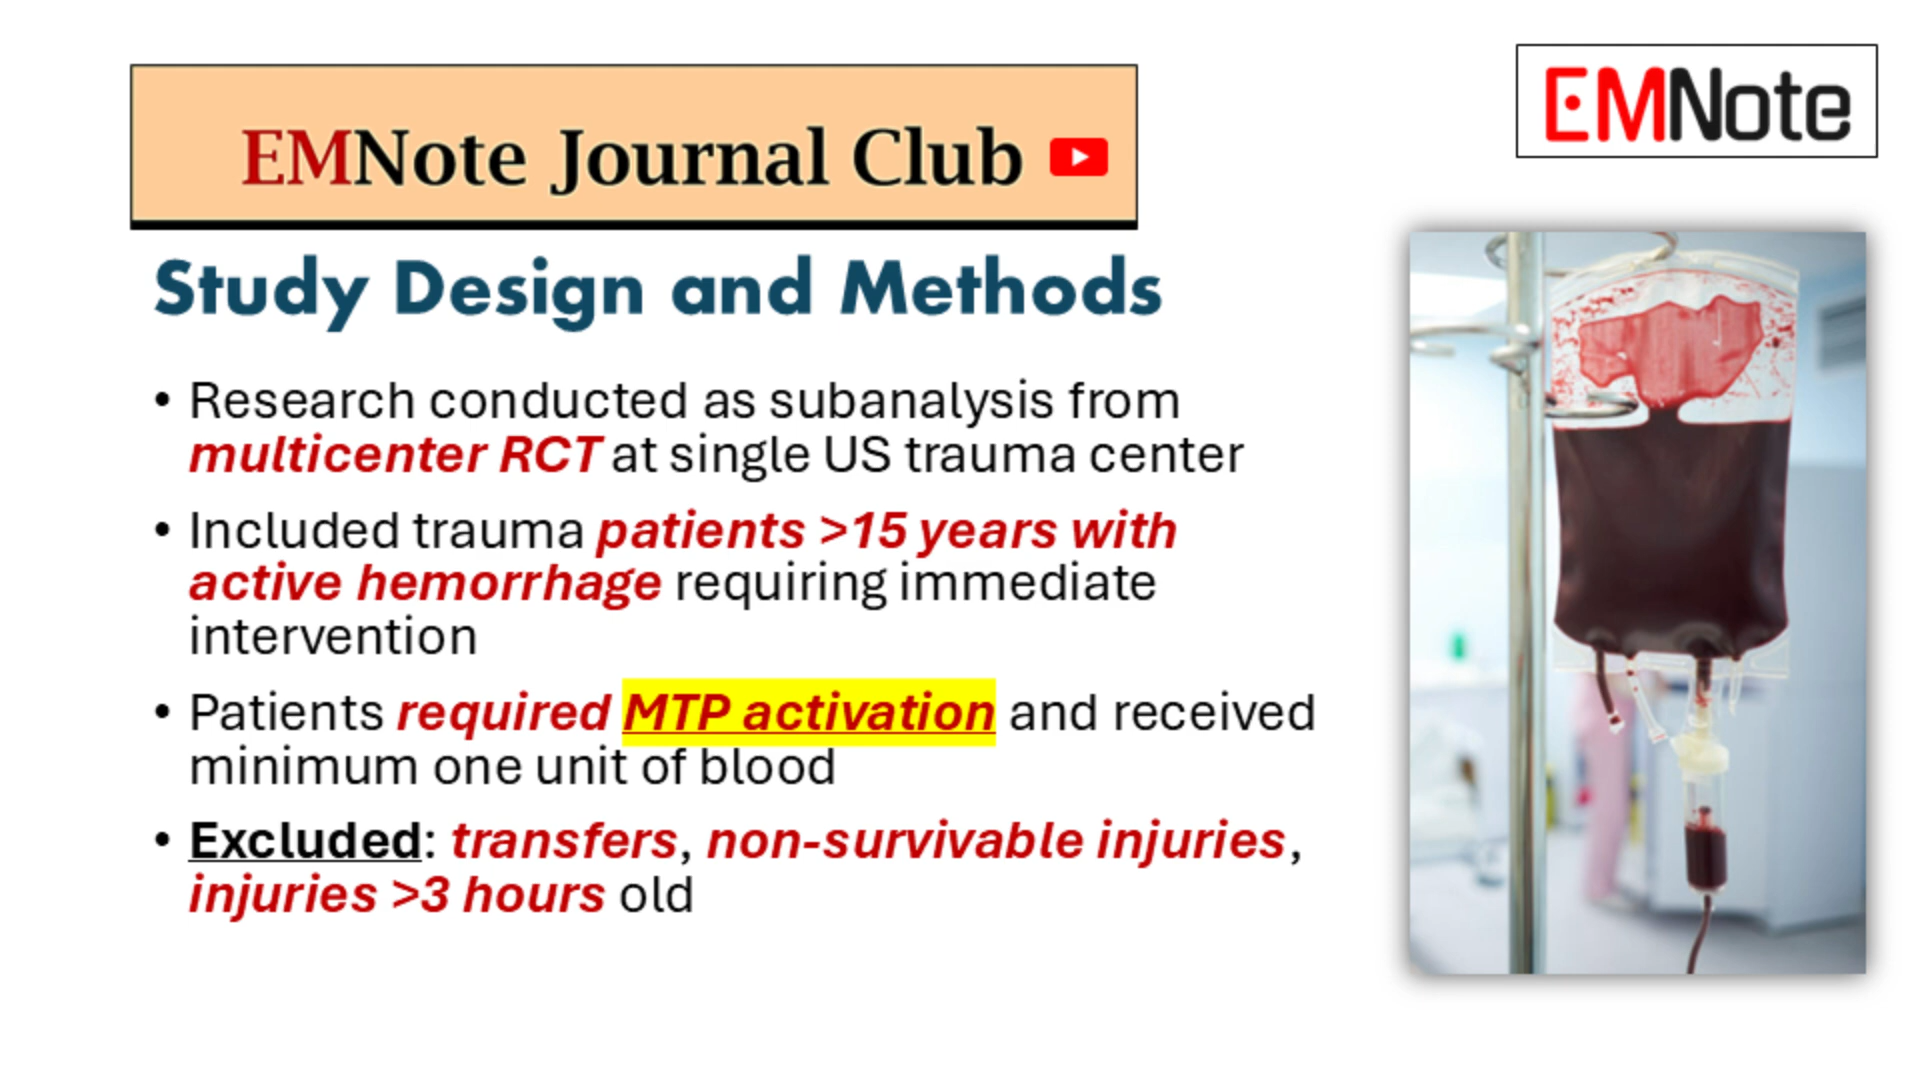 EMNote Journal Club
EMNote
Study Design and Methods
• Research conducted as subanalysis from
multicenter RCT at single US trauma center
• Included trauma patients >15 years with
active hemorrhage requiring immediate
intervention
• Patients required MTP activation and received
minimum one unit of blood
• Excluded: transfers, non-survivable injuries,
injuries >3 hours old